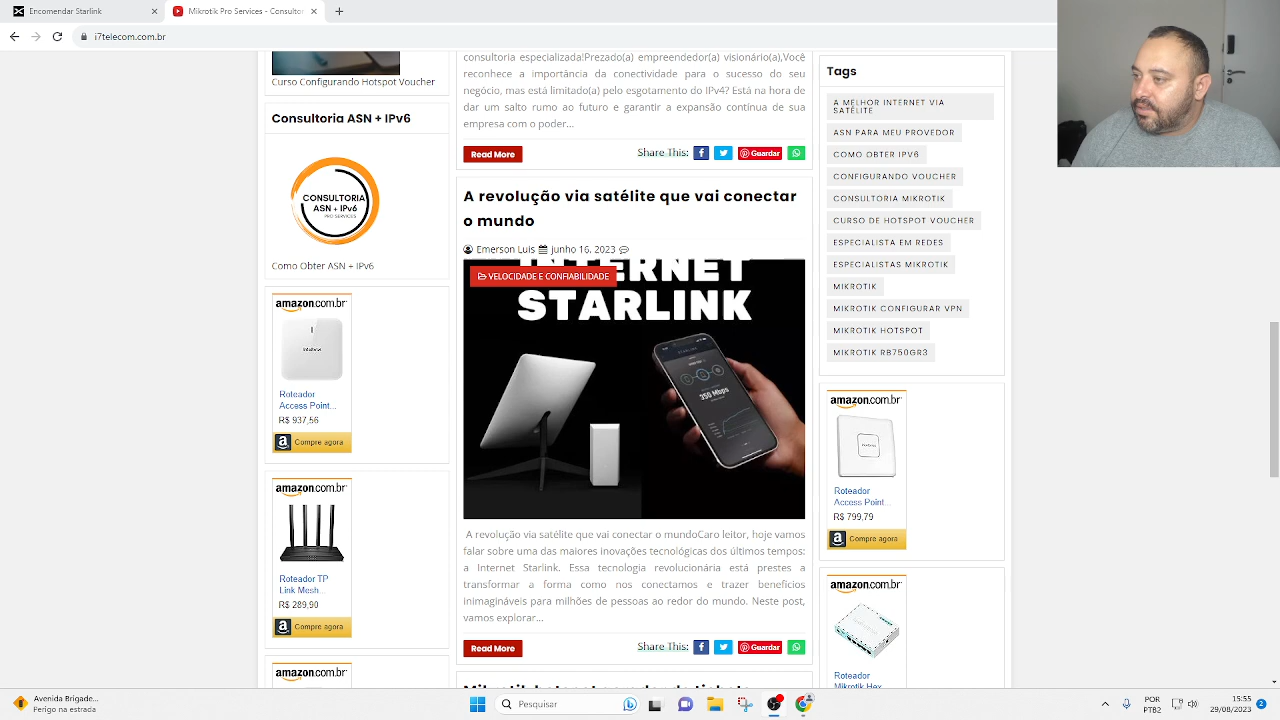 Encomendar Starlink
Mikrotik Pro Services - Consultor
i7telecom.com.br
Curso Configurando Hotspot Voucher
Consultoria ASN + IPv6
CONSULTORIA
ASN + IPv6
PRO SERVICES
Como Obter ASN + IPv6
amazon.com.br
Roteador
Access Point...
R$ 937,56
Compre agora
amazon.com.br
Roteador TP
Link Mesh...
R$ 289,90
Compre agora
amazon.com.br
consultoria especializada!Prezado(a) empreendedor(a) visionário(a),Você
reconhece a importância da conectividade para o sucesso do seu
negócio, mas está limitado(a) pelo esgotamento do IPv4? Está na hora de
dar um salto rumo ao futuro e garantir a expansão contínua de sua
empresa com o poder...
Read More
Share This:
Guardar
A revolução via satélite que vai conectar
o mundo
Emerson Luis junho 16, 2023
VELOCIDADE E CONFIABILIDADE
INTERNET
STARLINK
350 Mbps
A revolução via satélite que vai conectar o mundoCaro leitor, hoje vamos
falar sobre uma das maiores inovações tecnológicas dos últimos tempos:
a Internet Starlink. Essa tecnologia revolucionária está prestes a
transformar a forma como nos conectamos e trazer benefícios
inimagináveis para milhões de pessoas ao redor do mundo. Neste post,
vamos explorar...
Read More
Share This:
Guardar
Tags
A MELHOR INTERNET VIA
SATÉLITE
ASN PARA MEU PROVEDOR
COMO OBTER IPV6
CONFIGURANDO VOUCHER
CONSULTORIA MIKROTIK
CURSO DE HOTSPOT VOUCHER
ESPECIALISTA EM REDES
ESPECIALISTAS MIKROTIK
MIKROTIK
MIKROTIK CONFIGURAR VPN
MIKROTIK HOTSPOT
MIKROTIK RB750GR3
amazon.com.br
Roteador
Access Point...
R$ 799,79
Compre agora
amazon.com.br
Roteador
Mikrotik Hex
Avenida Brigade...
Perigo na estrada
Pesquisar
POR
PTB2
15:55
29/08/2023
2